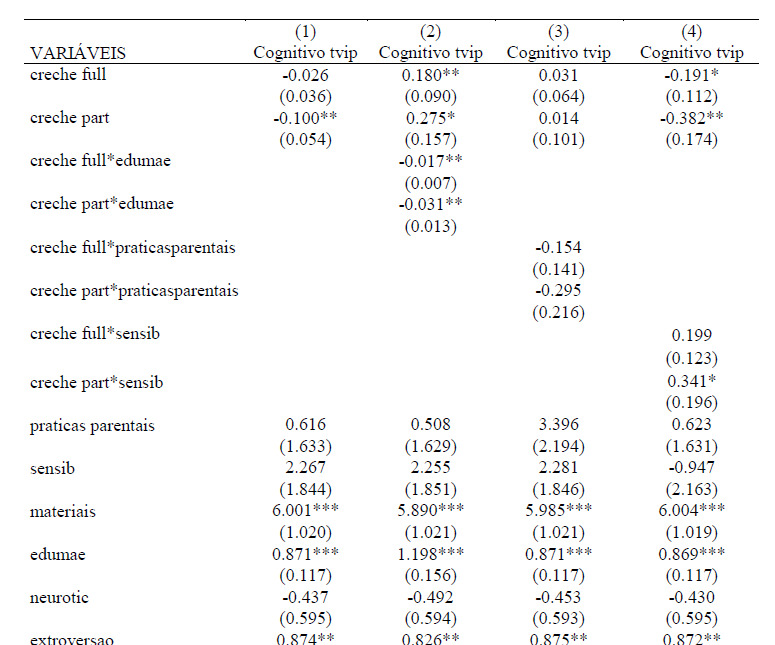 (1) (2) (3) (4)
VARIÁVEIS Cognitivo tvip Cognitivo tvip Cognitivo tvip Cognitivo tvip
creche full -0.026 0.180** 0.031 -0.191*
(0.036) (0.090) (0.064) (0.112)
creche part -0.100** 0.275* 0.014 -0.382**
(0.054) (0.157) (0.101) (0.174)
creche full*edumae -0.017**
(0.007)
creche part*edumae -0.031**
(0.013)
creche full*praticasparentais -0.154
(0.141)
creche part*praticasparentais -0.295
(0.216)
creche full*sensib 0.199
(0.123)
creche part*sensib 0.341*
(0.196)
praticas parentais 0.616 0.508 3.396 0.623
(1.633) (1.629) (2.194) (1.631)
sensib 2.267 2.255 2.281 -0.947
(1.844) (1.851) (1.846) (2.163)
materiais 6.001*** 5.890*** 5.985*** 6.004***
(1.020) (1.021) (1.021) (1.019)
edumae 0.871*** 1.198*** 0.871*** 0.869***
(0.117) (0.156) (0.117) (0.117)
neurotic -0.437 -0.492 -0.453 -0.430
(0.595) (0.594) (0.593) (0.595)
extroversao 0.874** 0.826** 0.875** 0.872**